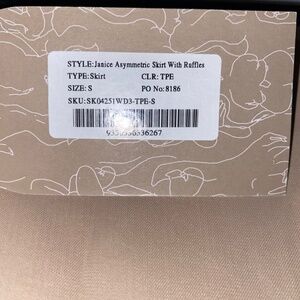 STYLE:Janice Asymmetric Skirt With Ruffles
TYPE:Skirt CLR: TPE
SIZE: S PO No: 8186
SKU: SK04251WD3-TPE-S